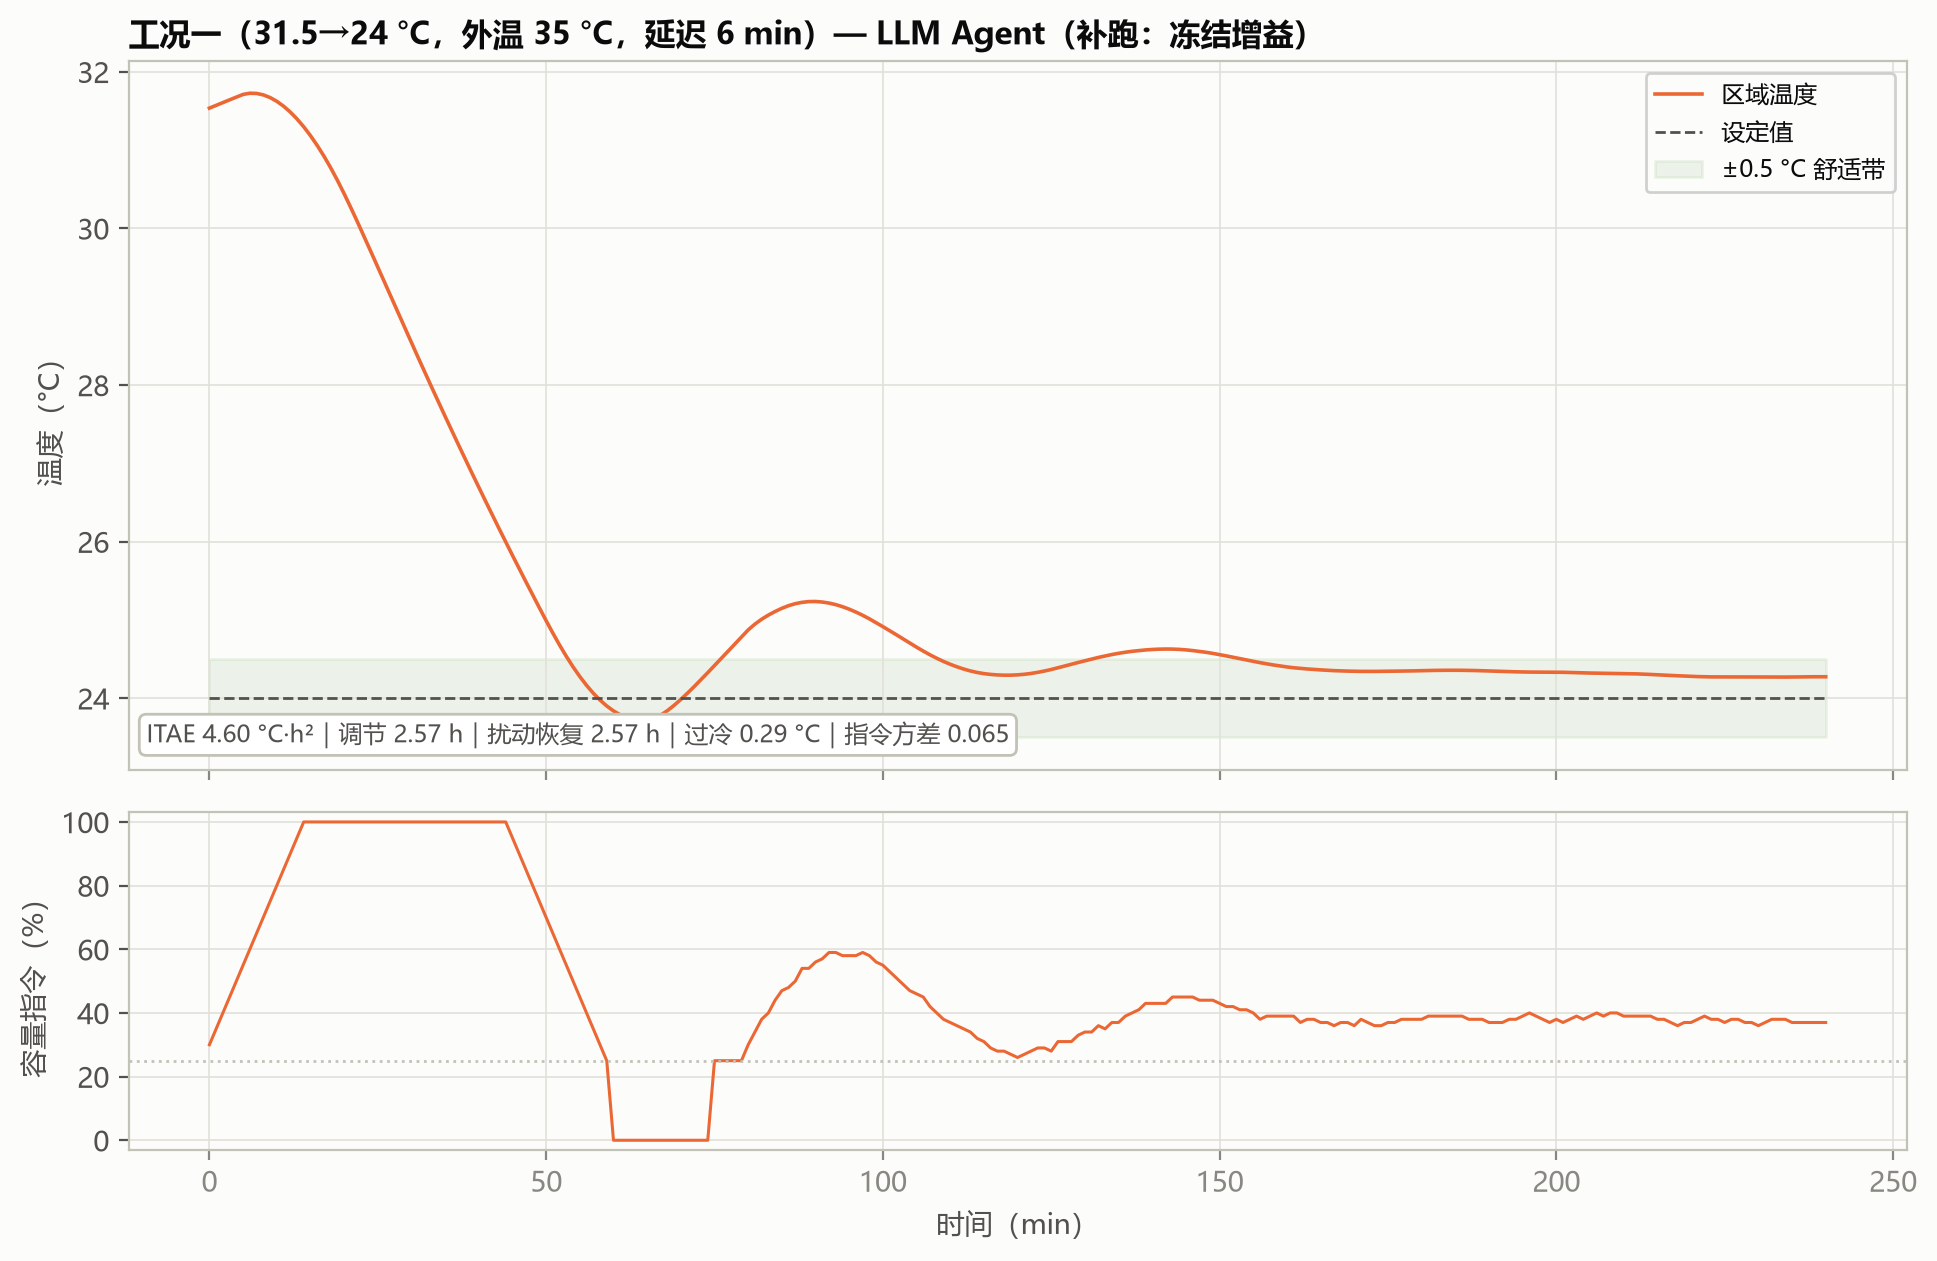 工况一（31.5→24 °C，外温 35 °C，延迟 6 min）— LLM Agent（补跑：冻结增益）
32
30
28
26
24
温度（°C）
区域温度
设定值
±0.5 °C 舒适带
ITAE 4.60 °C·h² | 调节 2.57 h | 扰动恢复 2.57 h | 过冷 0.29 °C | 指令方差 0.065
100
80
60
40
20
0
容量指令（%）
0 50 100 150 200 250
时间（min）